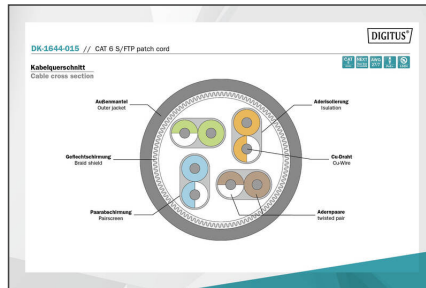 DIGITUS®
DK-1644-015 // CAT 6 S/FTP patch cord
Kabelquerschnitt
Cable cross section
Außenmantel
Outer jacket
Aderisolierung
Insulation
Geflechtschirmung
Braid shield
Cu-Draht
Cu-Wire
Paarabschirmung
Pairscreen
Adernpaare
twisted pair